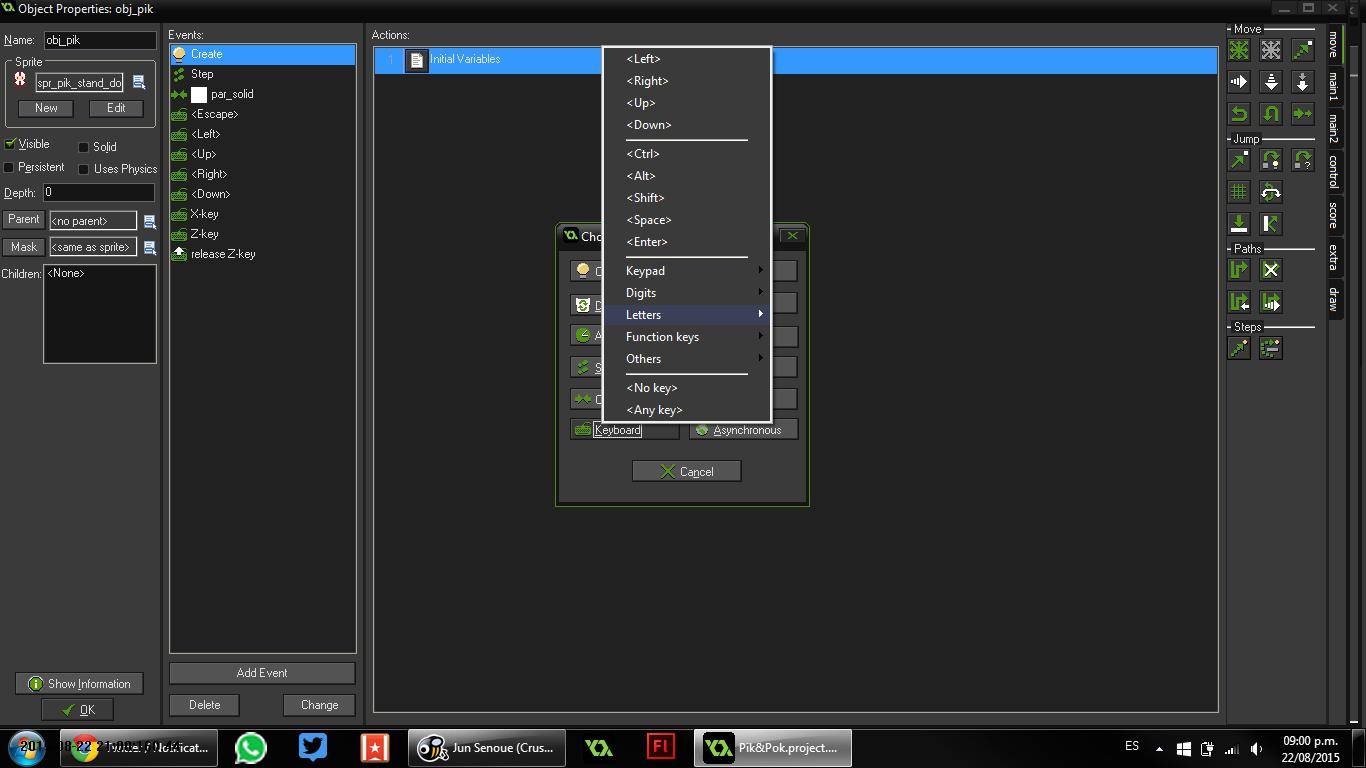 Object Properties: obj_pik
Name: obj_pik
Sprite
spr_pik_stand_do
New Edit
Visible Solid
Persistent Uses Physics
Depth: 0
Parent <no parent>
Mask <same as sprite>
Children: <None>
Show Information
OK
Events:
Create
Step
par_solid
<Escape>
<Left>
<Up>
<Right>
<Down>
X-key
Z-key
release Z-key
Add Event
Delete Change
Actions:
1 Initial Variables
<Left>
<Right>
<Up>
<Down>
<Ctrl>
<Alt>
<Shift>
<Space>
<Enter>
Keypad
Digits
Letters
Function keys
Others
<No key>
<Any key>
Keyboard Asynchronous
Cancel
Move
Jump
Paths
Steps
move
main1
main2
control
score
extra
draw
Jun Senoue (Crus...
Fl
Pik&Pok.project....
ES
09:00 p.m.
22/08/2015